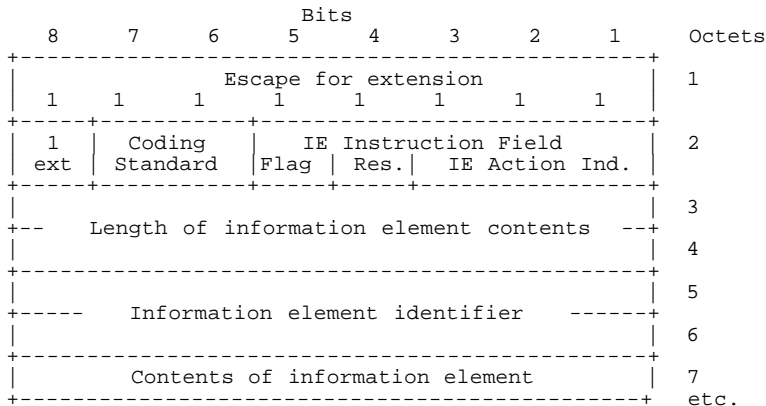 Bits
8 7 6 5 4 3 2 1 Octets
+-----------------------------------------------+
| Escape for extension | 1
| 1 1 1 1 1 1 1 1 |
+-----+-----------+-----------------------------+
| 1 | Coding | IE Instruction Field | 2
| ext | Standard |Flag | Res.| IE Action Ind. |
+-----+-----------+-----+-----+-----------------+
| | 3
+-- Length of information element contents --+
| | 4
+-----------------------------------------------+
| | 5
+----- Information element identifier ------+
| | 6
+-----------------------------------------------+
| Contents of information element | 7
+-----------------------------------------------+ etc.